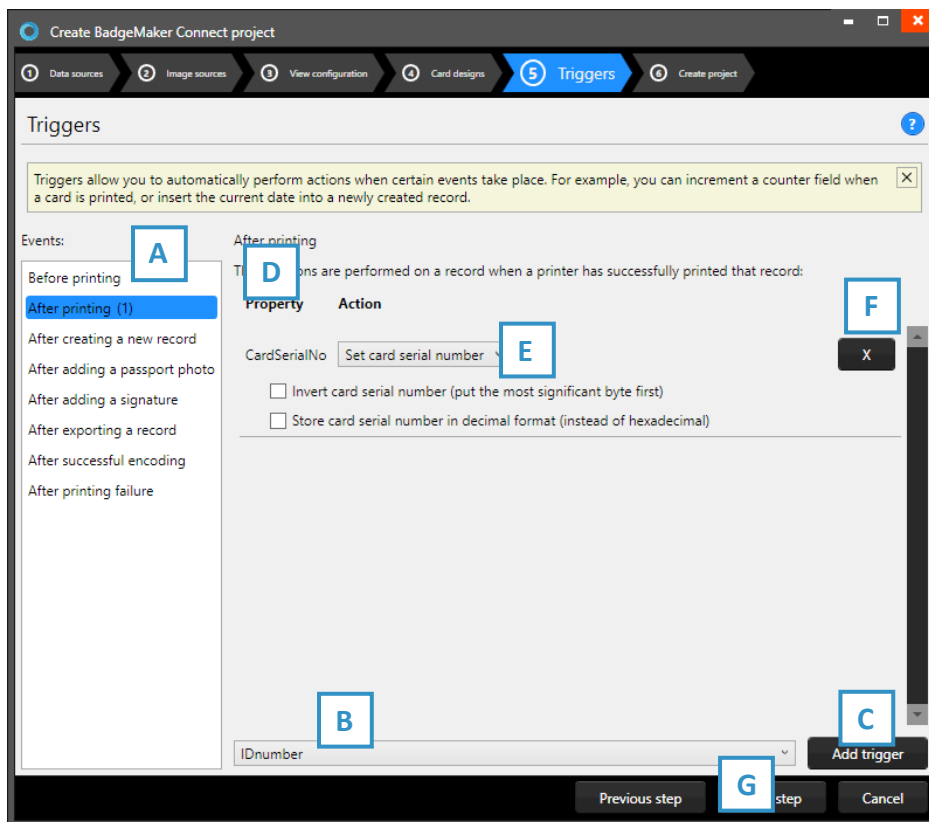 Create BadgeMaker Connect project
1 Data sources 2 Image sources 3 View configuration 4 Card designs 5 Triggers 6 Create project
Triggers
?
Triggers allow you to automatically perform actions when certain events take place. For example, you can increment a counter field when
a card is printed, or insert the current date into a newly created record.
X
Events:
A
Before printing
After printing (1)
After creating a new record
After adding a passport photo
After adding a signature
After exporting a record
After successful encoding
After printing failure
After printing
D
are performed on a record when a printer has successfully printed that record:
Property Action
F
CardSerialNo Set card serial number E X
Invert card serial number (put the most significant byte first)
Store card serial number in decimal format (instead of hexadecimal)
B
C
IDnumber Add trigger
Previous step G step Cancel